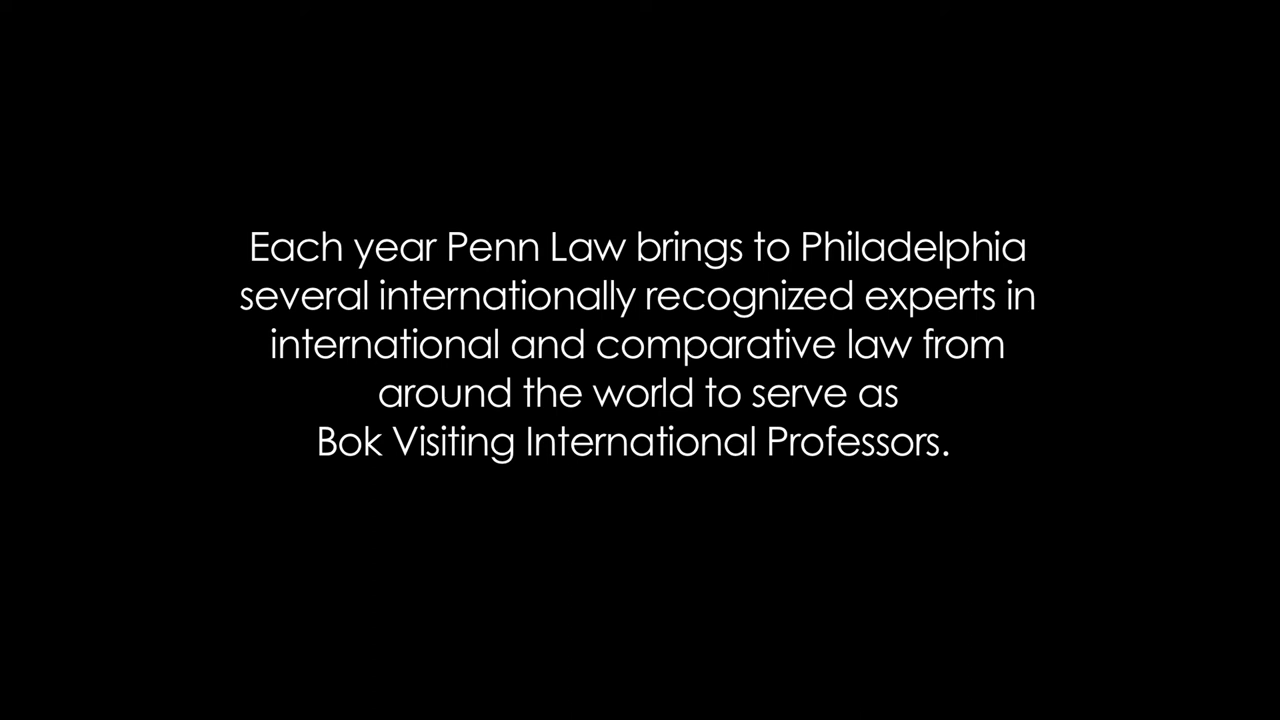 Each year Penn Law brings to Philadelphia
several internationally recognized experts in
international and comparative law from
around the world to serve as
Bok Visiting International Professors.